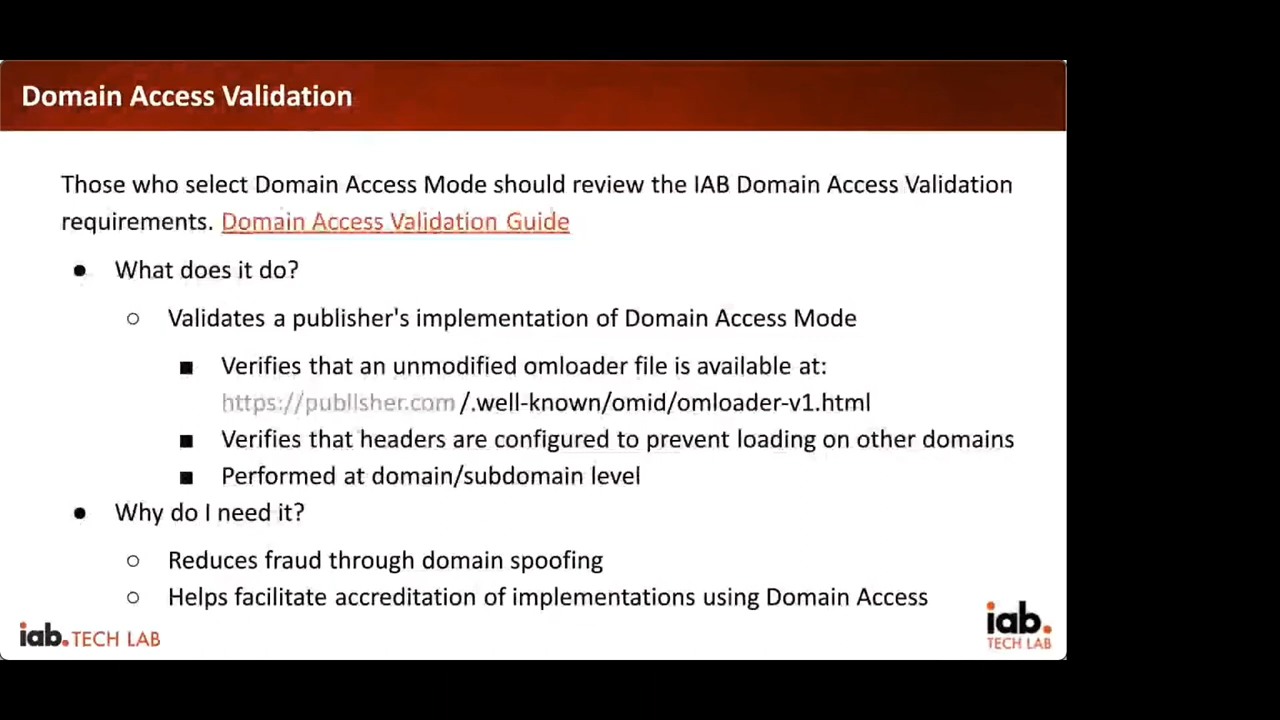 Domain Access Validation
Those who select Domain Access Mode should review the IAB Domain Access Validation
requirements. Domain Access Validation Guide
● What does it do?
○ Validates a publisher's implementation of Domain Access Mode
■ Verifies that an unmodified omloader file is available at:
https://publisher.com /.well-known/omid/omloader-v1.html
■ Verifies that headers are configured to prevent loading on other domains
■ Performed at domain/subdomain level
● Why do I need it?
○ Reduces fraud through domain spoofing
○ Helps facilitate accreditation of implementations using Domain Access
iab. TECH LAB
iab.
TECH LAB